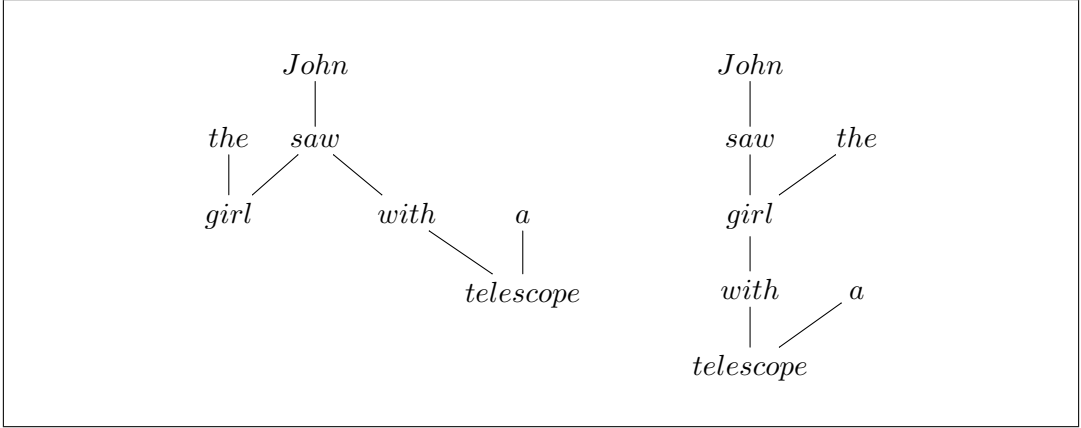 John John
the saw saw the
girl with a girl
telescope with a
telescope